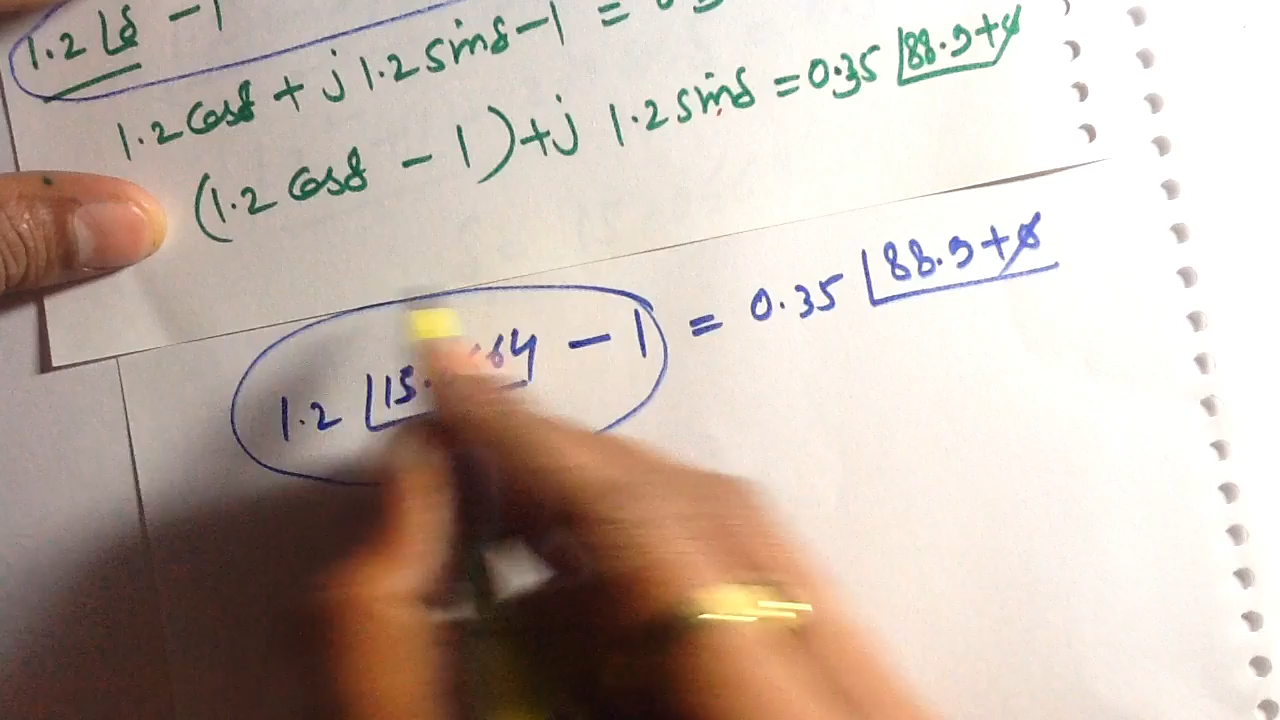 1.2∠δ - 1
1.2 cosδ + j 1.2 sinδ - 1 =
(1.2 cosδ - 1) + j 1.2 sinδ = 0.35 ∠88.9+φ
- 1 = 0.35 ∠88.9+φ
1.2